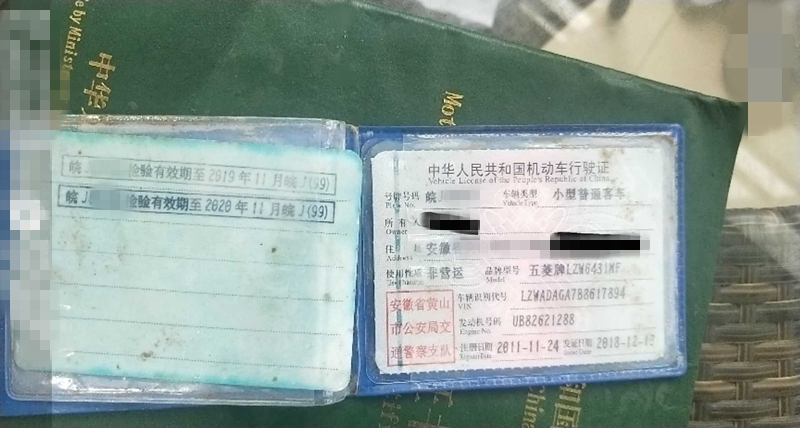 e by Minist
中华
Mot
皖J 检验有效期至2019年11月皖J(99)
皖J 检验有效期至2020年11月皖J(99)
中华人民共和国机动车行驶证
Vehicle License of the People's Republic of China
号牌号码 皖J 车辆类型 小型普通客车
Plate No. Vehicle Type
所有人
Owner
住址 安徽
Address
使用性质 非营运 品牌型号 五菱牌LZW6431MF
Use Character Model
安徽省黄山
市公安局交
通警察支队
车辆识别代号 LZWADAGA7B8617894
VIN
发动机号码 UB82621288
Engine No.
注册日期 2011-11-24 发证日期 2018-12-
Register Date Issue Date
和国
China